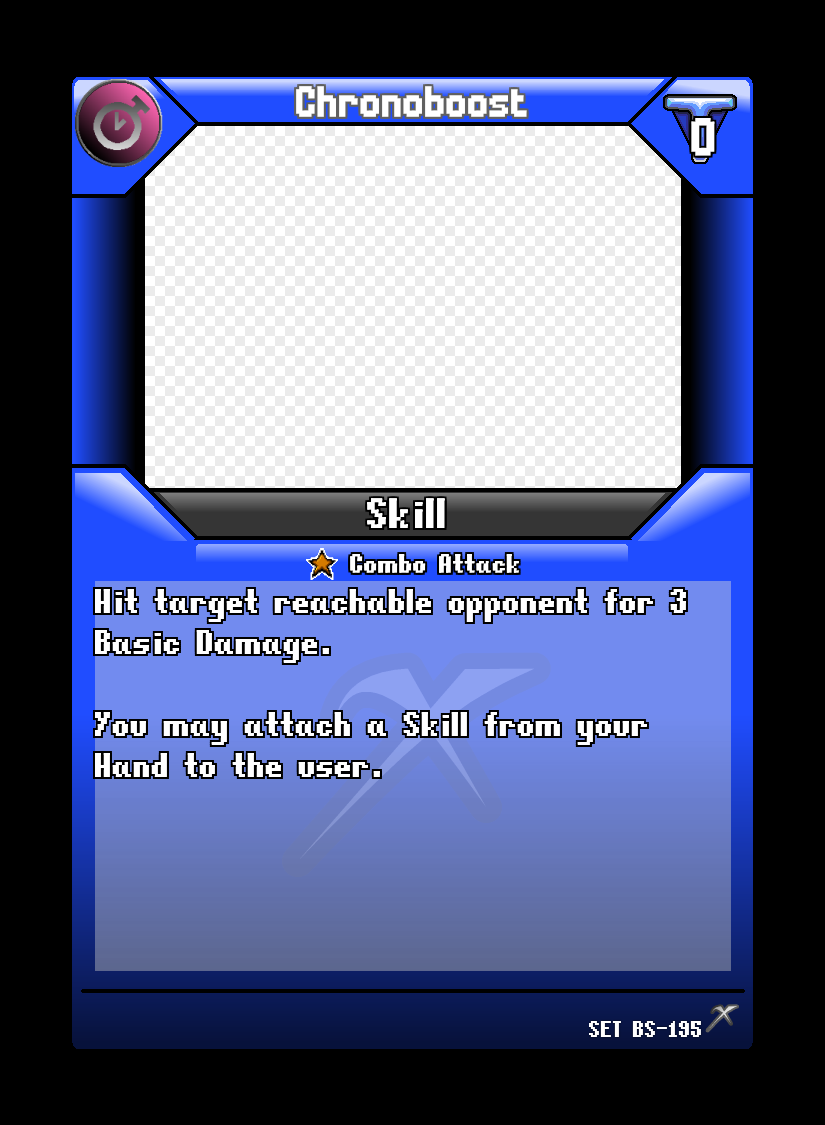 Chronoboost
0
Skill
Combo Attack
Hit target reachable opponent for 3
Basic Damage.
You may attach a Skill from your
Hand to the user.
SET BS-195